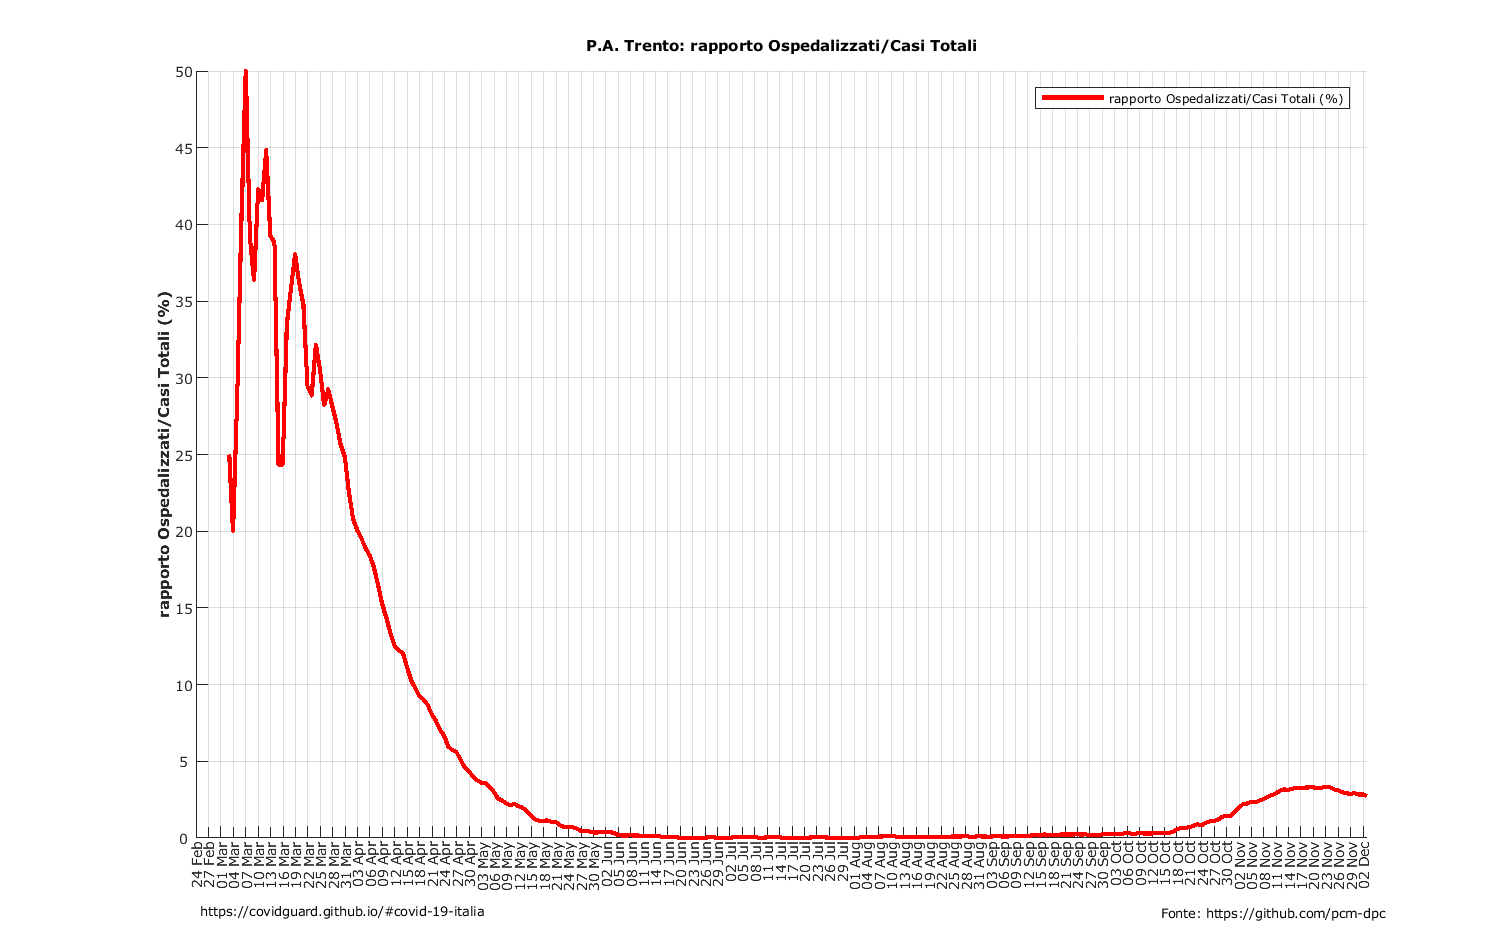 P.A. Trento: rapporto Ospedalizzati/Casi Totali
rapporto Ospedalizzati/Casi Totali (%)
rapporto Ospedalizzati/Casi Totali (%)
50
45
40
35
30
25
20
15
10
5
0
24 Feb
27 Feb
01 Mar
04 Mar
07 Mar
10 Mar
13 Mar
16 Mar
19 Mar
22 Mar
25 Mar
28 Mar
31 Mar
03 Apr
06 Apr
09 Apr
12 Apr
15 Apr
18 Apr
21 Apr
24 Apr
27 Apr
30 Apr
03 May
06 May
09 May
12 May
15 May
18 May
21 May
24 May
27 May
30 May
02 Jun
05 Jun
08 Jun
11 Jun
14 Jun
17 Jun
20 Jun
23 Jun
26 Jun
29 Jun
02 Jul
05 Jul
08 Jul
11 Jul
14 Jul
17 Jul
20 Jul
23 Jul
26 Jul
29 Jul
01 Aug
04 Aug
07 Aug
10 Aug
13 Aug
16 Aug
19 Aug
22 Aug
25 Aug
28 Aug
31 Aug
03 Sep
06 Sep
09 Sep
12 Sep
15 Sep
18 Sep
21 Sep
24 Sep
27 Sep
30 Sep
03 Oct
06 Oct
09 Oct
12 Oct
15 Oct
18 Oct
21 Oct
24 Oct
27 Oct
30 Oct
02 Nov
05 Nov
08 Nov
11 Nov
14 Nov
17 Nov
20 Nov
23 Nov
26 Nov
29 Nov
02 Dec
https://covidguard.github.io/#covid-19-italia
Fonte: https://github.com/pcm-dpc